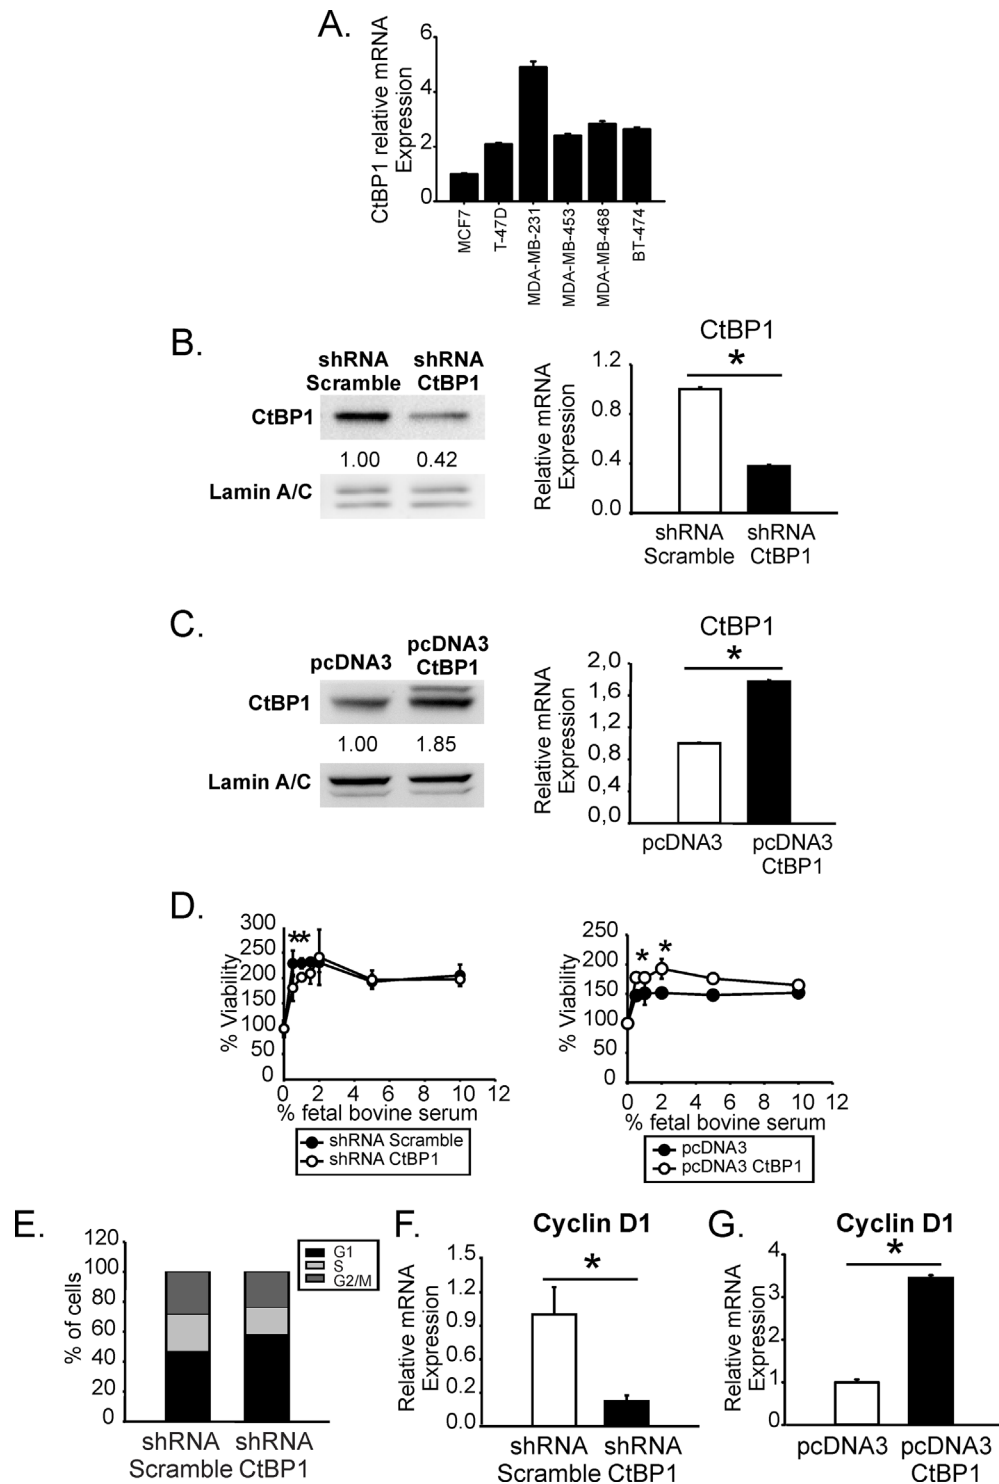 A.
CtBP1 relative mRNA
Expression
6
4
2
0
MCF7
T-47D
MDA-MB-231
MDA-MB-453
MDA-MB-468
BT-474
B.
shRNA
Scramble
shRNA
CtBP1
CtBP1
1.00 0.42
Lamin A/C
CtBP1
*
Relative mRNA
Expression
1.2
0.8
0.4
0.0
shRNA
Scramble
shRNA
CtBP1
C.
pcDNA3
pcDNA3
CtBP1
CtBP1
1.00 1.85
Lamin A/C
CtBP1
*
Relative mRNA
Expression
2,0
1,6
1,2
0,8
0,4
0,0
pcDNA3
pcDNA3
CtBP1
D.
% Viability
300
250
200
150
100
50
0
**
0 2 4 6 8 10 12
% fetal bovine serum
shRNA Scramble
shRNA CtBP1
% Viability
250
200
150
100
50
0
* *
0 2 4 6 8 10 12
% fetal bovine serum
pcDNA3
pcDNA3 CtBP1
E.
% of cells
120
100
80
60
40
20
0
G1
S
G2/M
shRNA
Scramble
shRNA
CtBP1
F.
Cyclin D1
*
Relative mRNA
Expression
1.5
1.2
0.9
0.6
0.2
0.0
shRNA
Scramble
shRNA
CtBP1
G.
Cyclin D1
*
Relative mRNA
Expression
4
3
1
0
pcDNA3
pcDNA3
CtBP1